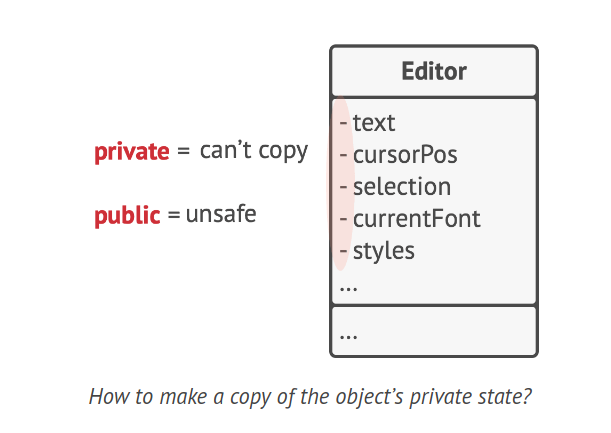 Editor
private = can’t copy
public = unsafe
- text
- cursorPos
- selection
- currentFont
- styles
...
...
How to make a copy of the object’s private state?